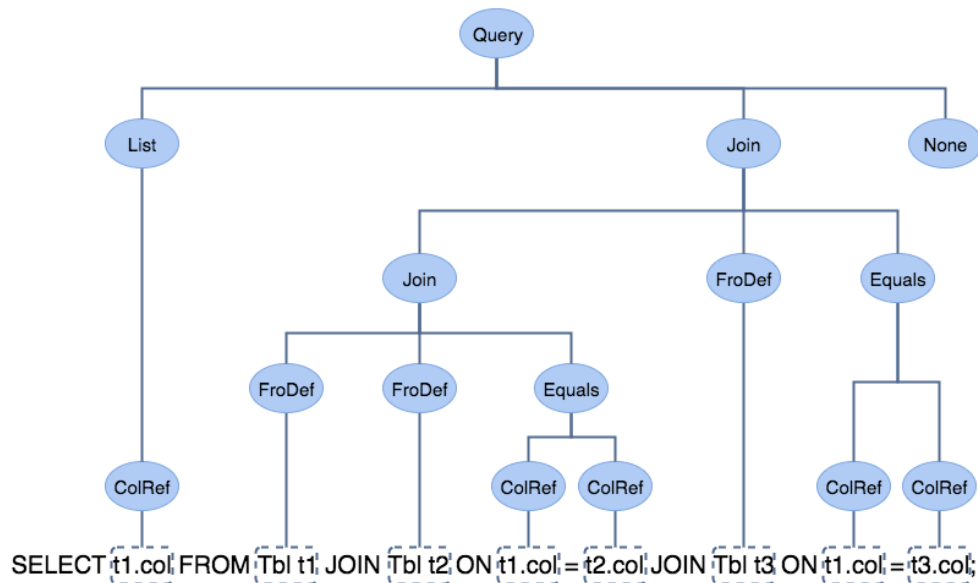 Query
List Join None
Join FroDef Equals
FroDef FroDef Equals
ColRef ColRef ColRef ColRef ColRef
SELECT t1.col FROM Tbl t1 JOIN Tbl t2 ON t1.col = t2.col JOIN Tbl t3 ON t1.col = t3.col;